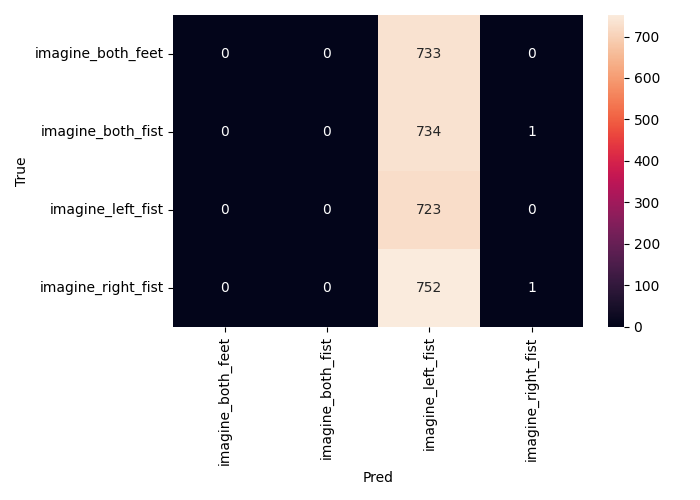 imagine_both_feet 0 0 733 0
imagine_both_fist 0 0 734 1
imagine_left_fist 0 0 723 0
imagine_right_fist 0 0 752 1
True
imagine_both_feet
imagine_both_fist
imagine_left_fist
imagine_right_fist
Pred
700
600
500
400
300
200
100
0